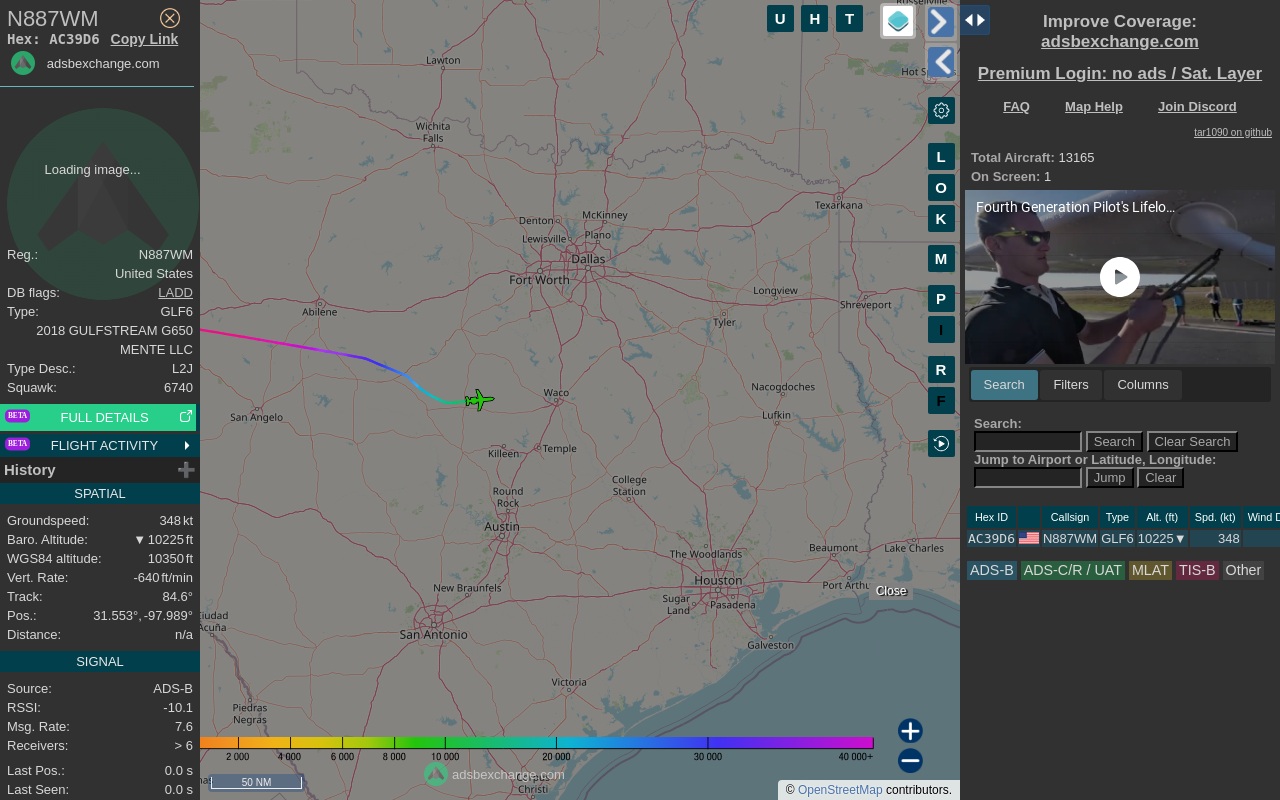 N887WM
Hex: AC39D6 Copy Link
adsbexchange.com
Loading image...
Reg.: N887WM
United States
DB flags: LADD
Type: GLF6
2018 GULFSTREAM G650
MENTE LLC
Type Desc.: L2J
Squawk: 6740
BETA FULL DETAILS
BETA FLIGHT ACTIVITY
History
SPATIAL
Groundspeed: 348 kt
Baro. Altitude: ▼ 10225 ft
WGS84 altitude: 10350 ft
Vert. Rate: -640 ft/min
Track: 84.6°
Pos.: 31.553°, -97.989°
Distance: n/a
SIGNAL
Source: ADS-B
RSSI: -10.1
Msg. Rate: 7.6
Receivers: > 6
Last Pos.: 0.0 s
Last Seen: 0.0 s
U H T
L
O
K
M
P
I
R
F
Russellville
Lawton
Wichita
Falls
Texarkana
Denton
McKinney
Lewisville
Plano
Dallas
Fort Worth
Abilene
Longview
Shreveport
Tyler
Waco
Nacogdoches
Lufkin
San Angelo
Killeen
Temple
College
Station
Round
Rock
Austin
The Woodlands
Beaumont
Lake Charles
Houston
New Braunfels
Sugar
Land
Pasadena
San Antonio
Galveston
Victoria
Piedras
Negras
Close
2 000 4 000 6 000 8 000 10 000 20 000 30 000 40 000+
adsbexchange.com
50 NM
Christi
© OpenStreetMap contributors.
Improve Coverage:
adsbexchange.com
Premium Login: no ads / Sat. Layer
FAQ Map Help Join Discord
tar1090 on github
Total Aircraft: 13165
On Screen: 1
Fourth Generation Pilot's Lifelo...
Search Filters Columns
Search:
Search Clear Search
Jump to Airport or Latitude, Longitude:
Jump Clear
Hex ID Callsign Type Alt. (ft) Spd. (kt) Wind D
AC39D6 N887WM GLF6 10225▼ 348
ADS-B ADS-C/R / UAT MLAT TIS-B Other